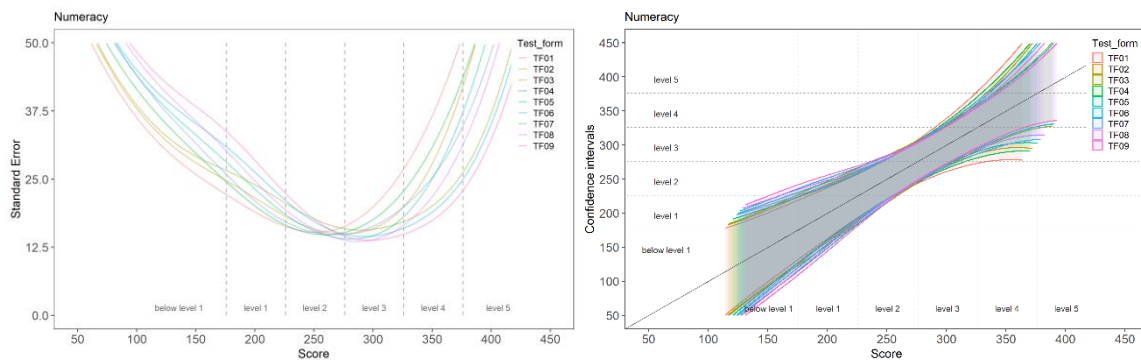 Numeracy
50.0
37.5
25.0
12.5
0.0
Standard Error
below level 1
level 1
level 2
level 3
level 4
level 5
50
100
150
200
250
300
350
400
450
Score
Test_form
TF01
TF02
TF03
TF04
TF05
TF06
TF07
TF08
TF09
Numeracy
450
400
350
300
250
200
150
100
50
Confidence intervals
level 5
level 4
level 3
level 2
level 1
below level 1
below level 1
level 1
level 2
level 3
level 4
level 5
50
100
150
200
250
300
350
400
450
Score
Test_form
TF01
TF02
TF03
TF04
TF05
TF06
TF07
TF08
TF09